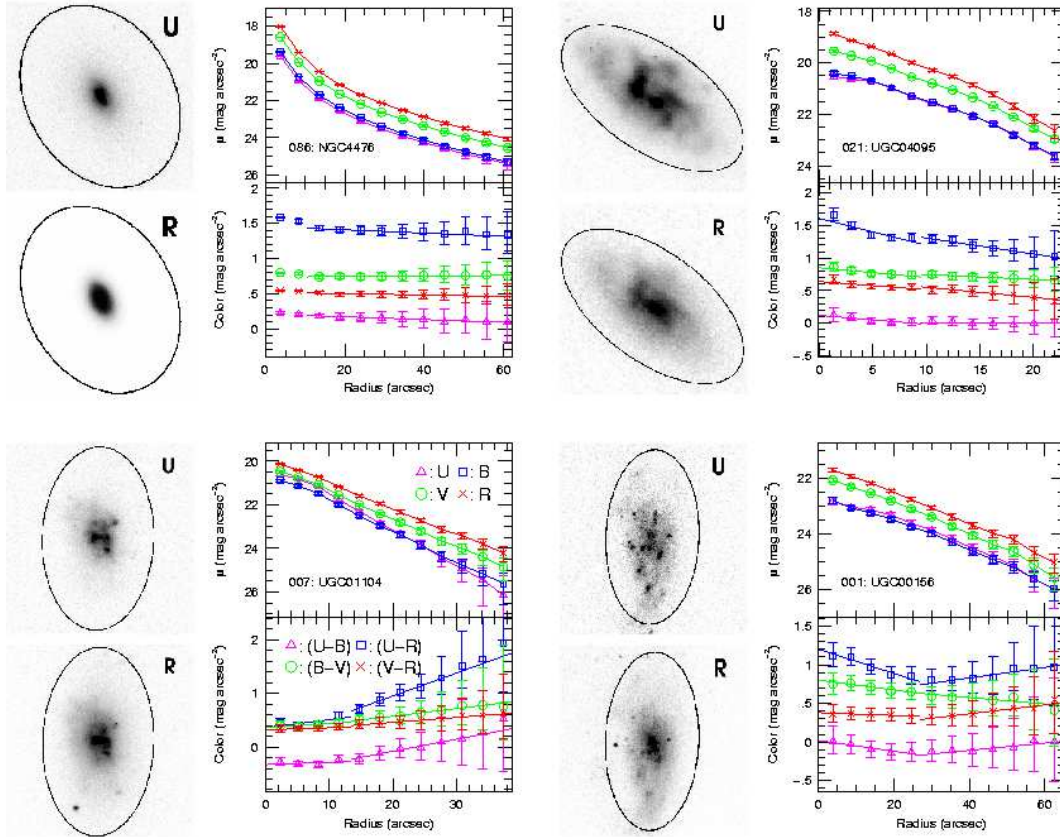 U
18
20
22
24
26
μ (mag arcsec⁻²)
086: NGC4476
R
2
1.5
1
.5
0
Color (mag arcsec⁻²)
0 10 20 30 40 50 60
Radius (arcsec)
U
18
20
22
24
μ (mag arcsec⁻²)
021: UGC04095
R
2
1.5
1
.5
0
-.5
Color (mag arcsec⁻²)
0 5 10 15 20
Radius (arcsec)
U
20
22
24
26
μ (mag arcsec⁻²)
: U : B
: V : R
007: UGC01104
R
2
1
0
Color (mag arcsec⁻²)
: (U-B) : (U-R)
: (B-V) : (V-R)
0 10 20 30
Radius (arcsec)
U
22
24
26
μ (mag arcsec⁻²)
001: UGC00156
R
1.5
1
.5
0
-.5
Color (mag arcsec⁻²)
0 20 40 60
Radius (arcsec)